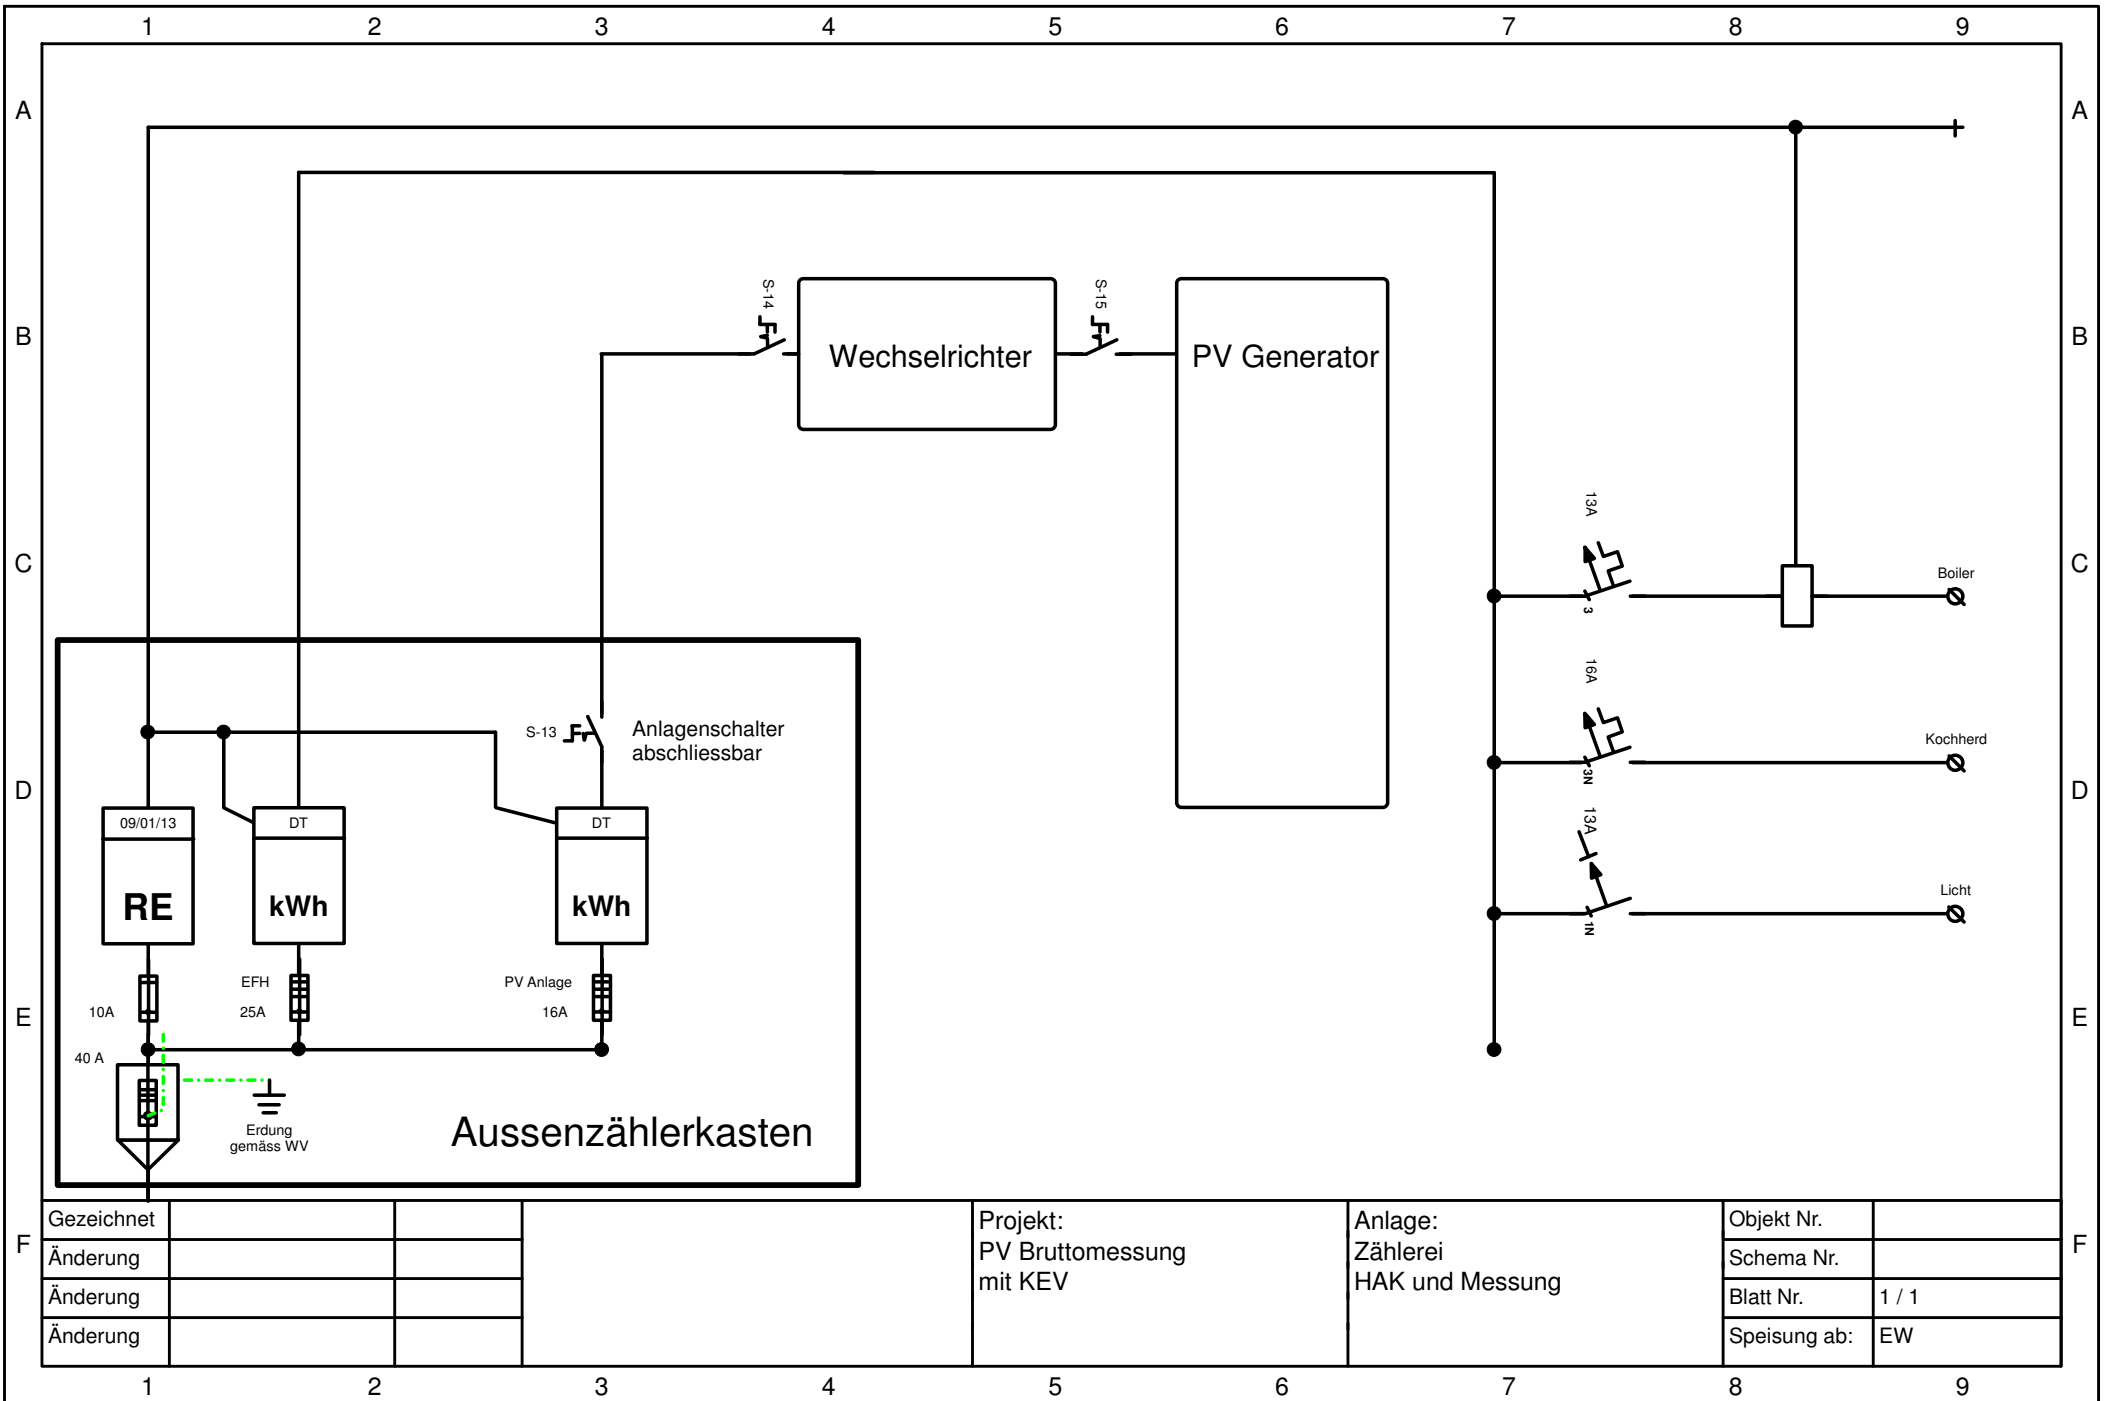 1 2 3 4 5 6 7 8 9
A A
S-14
S-15
B B
Wechselrichter
PV Generator
13A
C C
Boiler
3
16A
S-13
Anlagenschalter
abschliessbar
Kochherd
3N
D D
09/01/13
DT
DT
13A
RE
kWh
kWh
Licht
1N
EFH
PV Anlage
10A
25A
16A
E E
40 A
Erdung
gemäss WV
Aussenzählerkasten
F F
Gezeichnet
Änderung
Änderung
Änderung
Projekt:
PV Bruttomessung
mit KEV
Anlage:
Zählerei
HAK und Messung
Objekt Nr.
Schema Nr.
Blatt Nr. 1 / 1
Speisung ab: EW
1 2 3 4 5 6 7 8 9